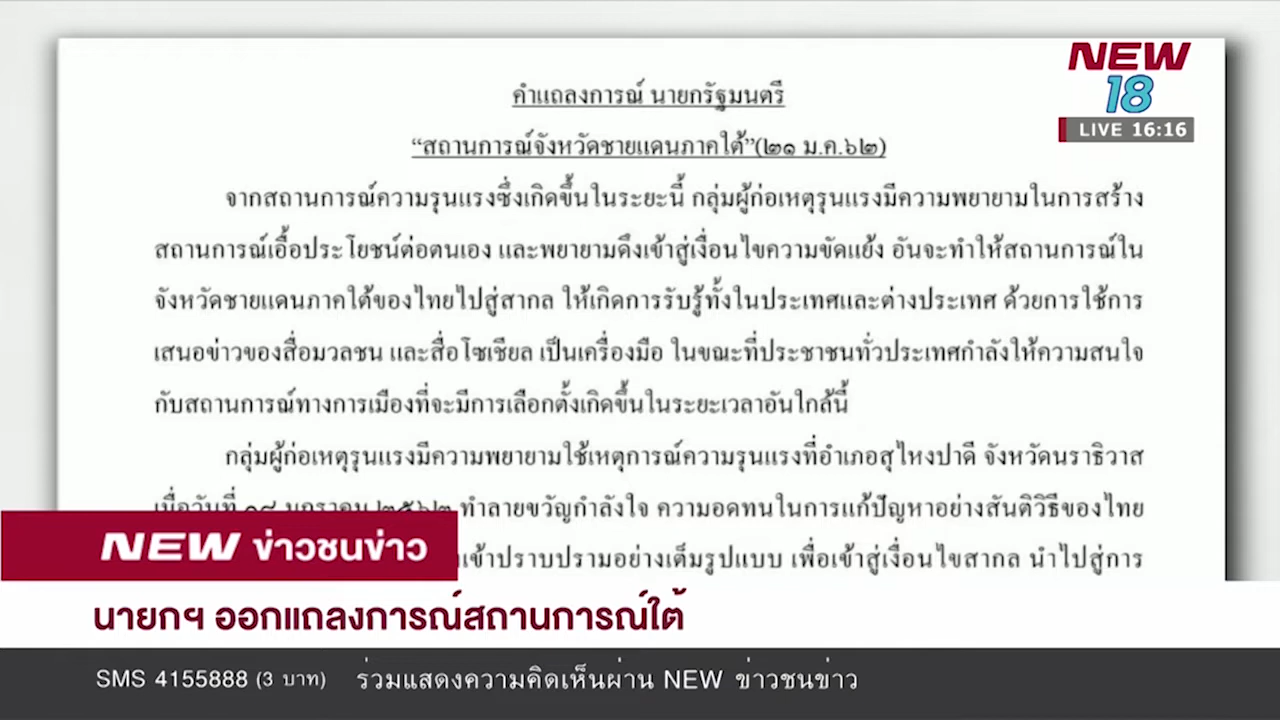 NEW
18
LIVE 16:16
คำแถลงการณ์ นายกรัฐมนตรี
“สถานการณ์จังหวัดชายแดนภาคใต้”(๒๑ ม.ค.๖๒)
จากสถานการณ์ความรุนแรงซึ่งเกิดขึ้นในระยะนี้ กลุ่มผู้ก่อเหตุรุนแรงมีความพยายามในการสร้าง
สถานการณ์เอื้อประโยชน์ต่อตนเอง และพยายามดึงเข้าสู่เงื่อนไขความขัดแย้ง อันจะทำให้สถานการณ์ใน
จังหวัดชายแดนภาคใต้ของไทยไปสู่สากล ให้เกิดการรับรู้ทั้งในประเทศและต่างประเทศ ด้วยการใช้การ
เสนอข่าวของสื่อมวลชน และสื่อโซเชียล เป็นเครื่องมือ ในขณะที่ประชาชนทั่วประเทศกำลังให้ความสนใจ
กับสถานการณ์ทางการเมืองที่จะมีการเลือกตั้งเกิดขึ้นในระยะเวลาอันใกล้นี้
กลุ่มผู้ก่อเหตุรุนแรงมีความพยายามใช้เหตุการณ์ความรุนแรงที่อำเภอสุไหงปาดี จังหวัดนราธิวาส
เมื่อวันที่ มกราคม ๒๕๖๒ ทำลายขวัญกำลังใจ ความอดทนในการแก้ปัญหาอย่างสันติวิธีของไทย
เข้าปราบปรามอย่างเต็มรูปแบบ เพื่อเข้าสู่เงื่อนไขสากล นำไปสู่การ
NEW ข่าวชนข่าว
นายกฯ ออกแถลงการณ์สถานการณ์ใต้
SMS 4155888 (3 บาท) ร่วมแสดงความคิดเห็นผ่าน NEW ข่าวชนข่าว